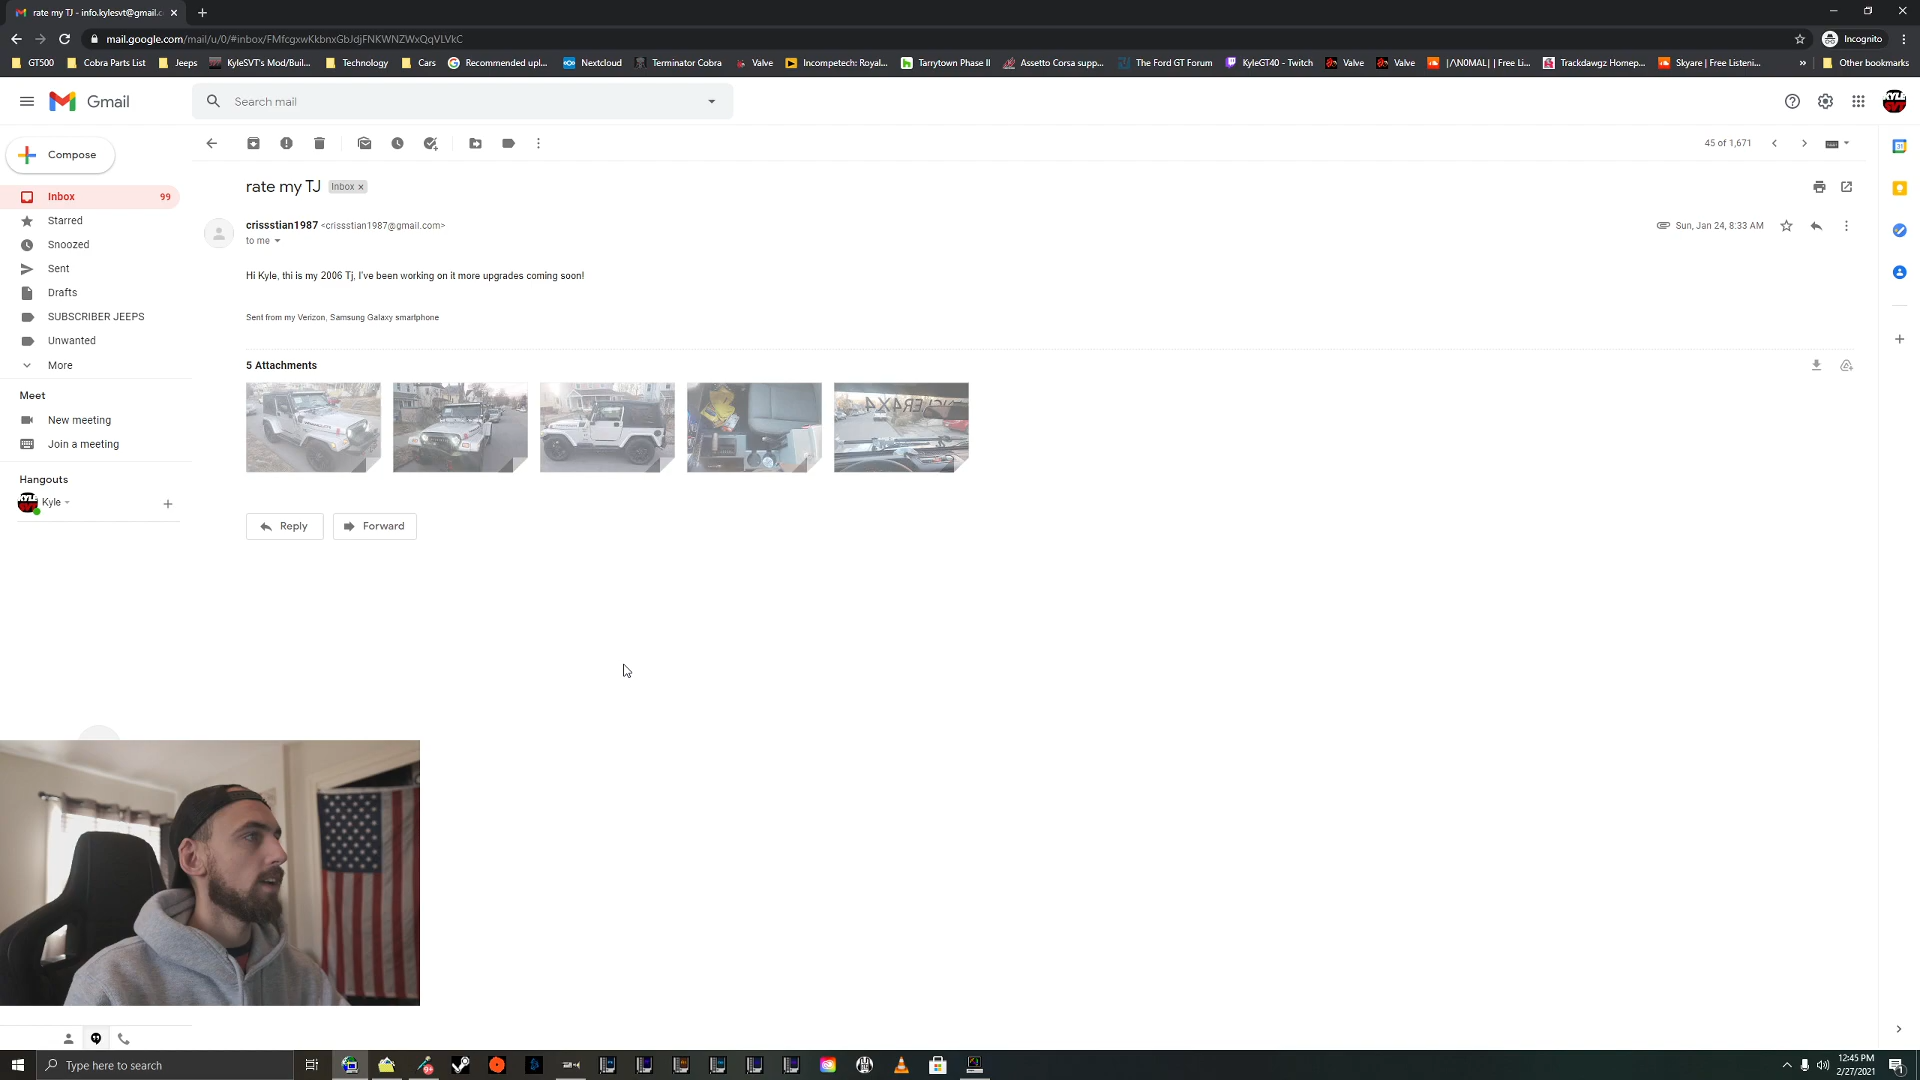 rate my TJ - info.kylesvt@gmail.c
mail.google.com/mail/u/0/#inbox/FMfcgxwKkbnxGbJdjFNKWNZWxQqVLVkC
Incognito
GT500
Cobra Parts List
Jeeps
KyleSVT's Mod/Buil...
Technology
Cars
Recommended upl...
Nextcloud
Terminator Cobra
Valve
Incompetech: Royal...
Tarrytown Phase II
Assetto Corsa supp...
The Ford GT Forum
KyleGT40 - Twitch
Valve
Valve
|/\N0MAL| | Free Li...
Trackdawgz Homep...
Skyare | Free Listeni...
»
Other bookmarks
Gmail
Search mail
KYLE
SVT
Compose
45 of 1,671
Inbox
99
Starred
Snoozed
Sent
Drafts
SUBSCRIBER JEEPS
Unwanted
More
Meet
New meeting
Join a meeting
Hangouts
Kyle
rate my TJ
Inbox x
crissstian1987 <crissstian1987@gmail.com>
Sun, Jan 24, 8:33 AM
to me
Hi Kyle, thi is my 2006 Tj, I've been working on it more upgrades coming soon!
Sent from my Verizon, Samsung Galaxy smartphone
5 Attachments
Reply
Forward
Type here to search
12:45 PM
2/27/2021